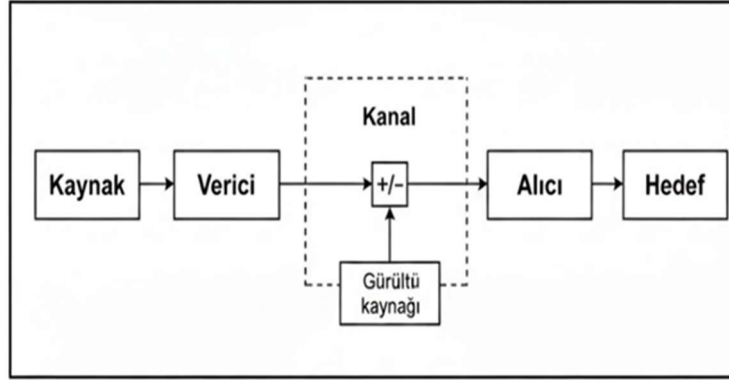 Kanal
Kaynak
Verici
+/−
Alıcı
Hedef
Gürültü
kaynağı